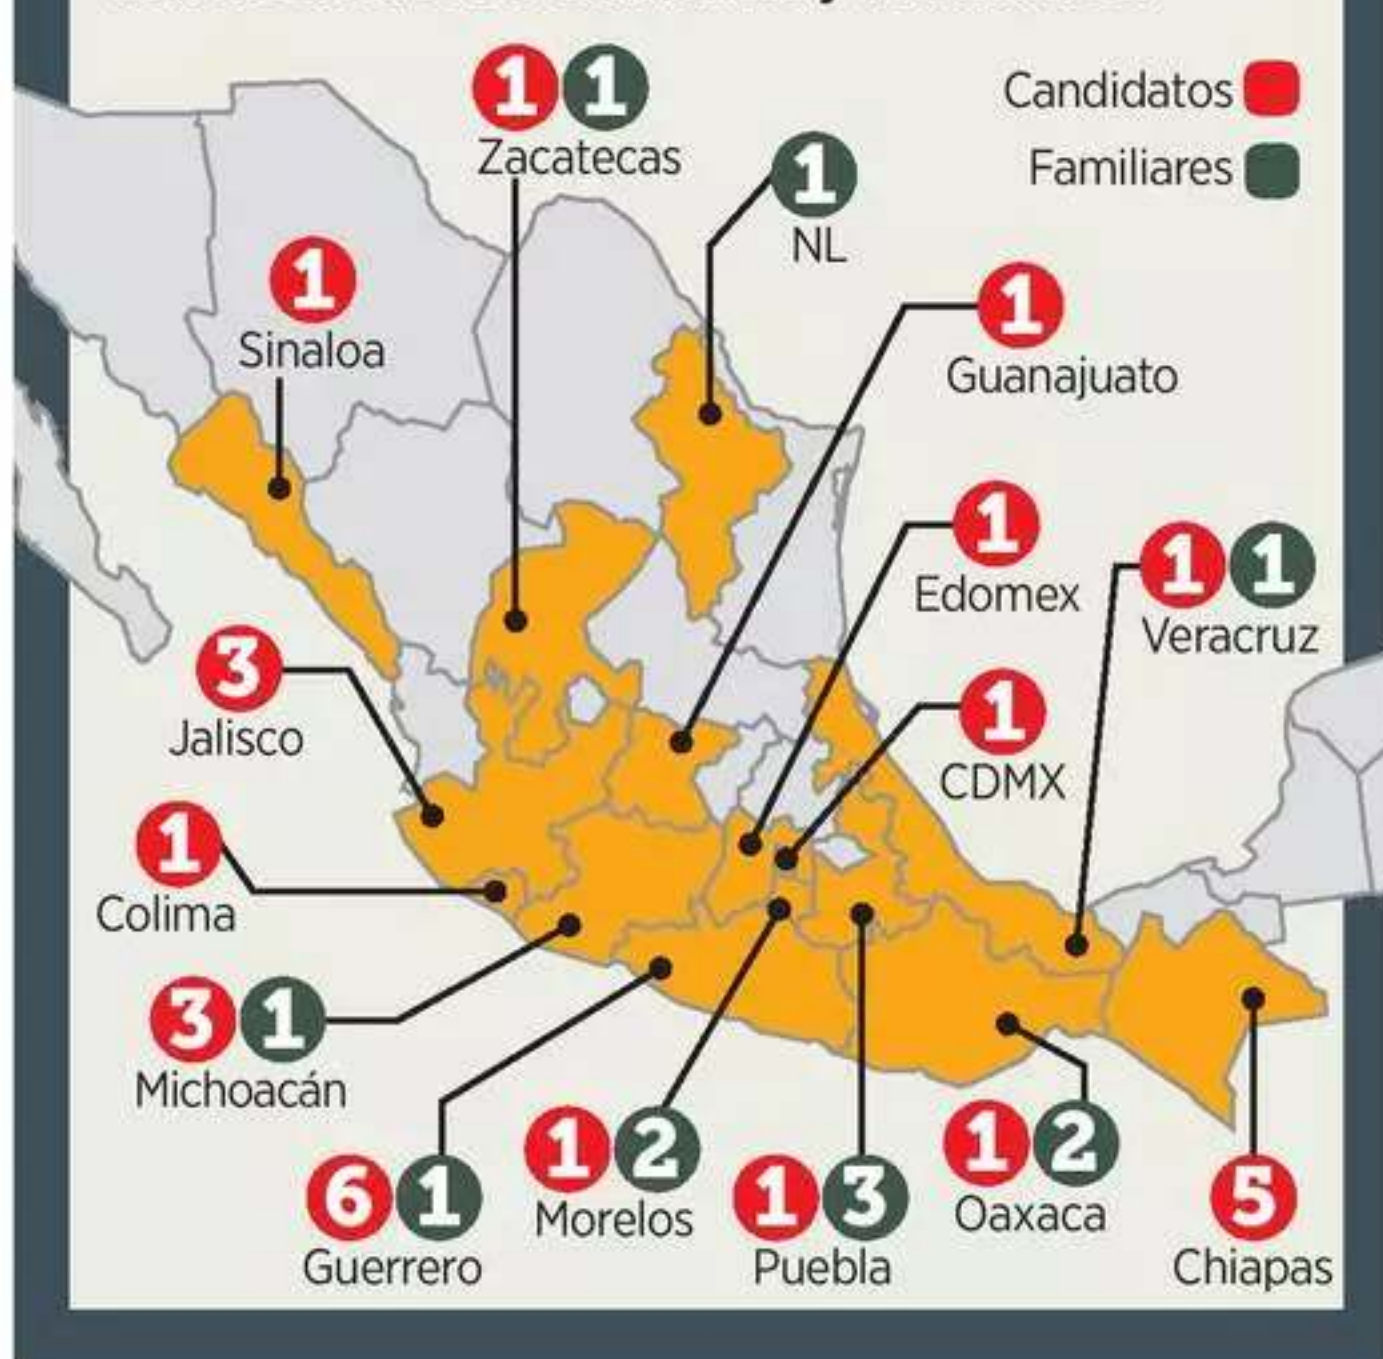 Candidatos
Familiares
1 1
Zacatecas
1
NL
1
Sinaloa
1
Guanajuato
1
Edomex
1 1
Veracruz
3
Jalisco
1
CDMX
1
Colima
3 1
Michoacán
6 1
Guerrero
1 2
Morelos
1 3
Puebla
1 2
Oaxaca
5
Chiapas